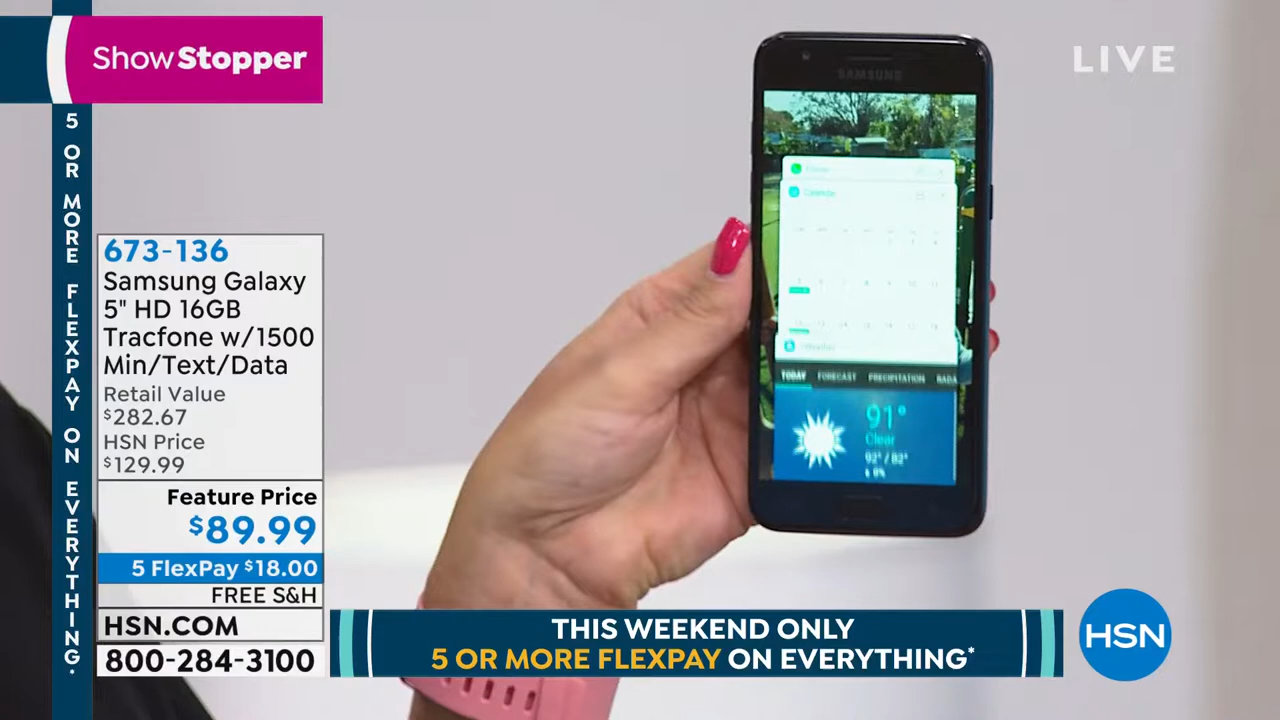 ShowStopper
LIVE
5 OR MORE FLEXPAY ON EVERYTHING.*
673-136
Samsung Galaxy
5" HD 16GB
Tracfone w/1500
Min/Text/Data
Retail Value
$282.67
HSN Price
$129.99
Feature Price
$89.99
5 FlexPay $18.00
FREE S&H
HSN.COM
800-284-3100
SAMSUNG
Calendar
TODAY FORECAST PRECIPITATION
91°
Clear
THIS WEEKEND ONLY
5 OR MORE FLEXPAY ON EVERYTHING*
HSN